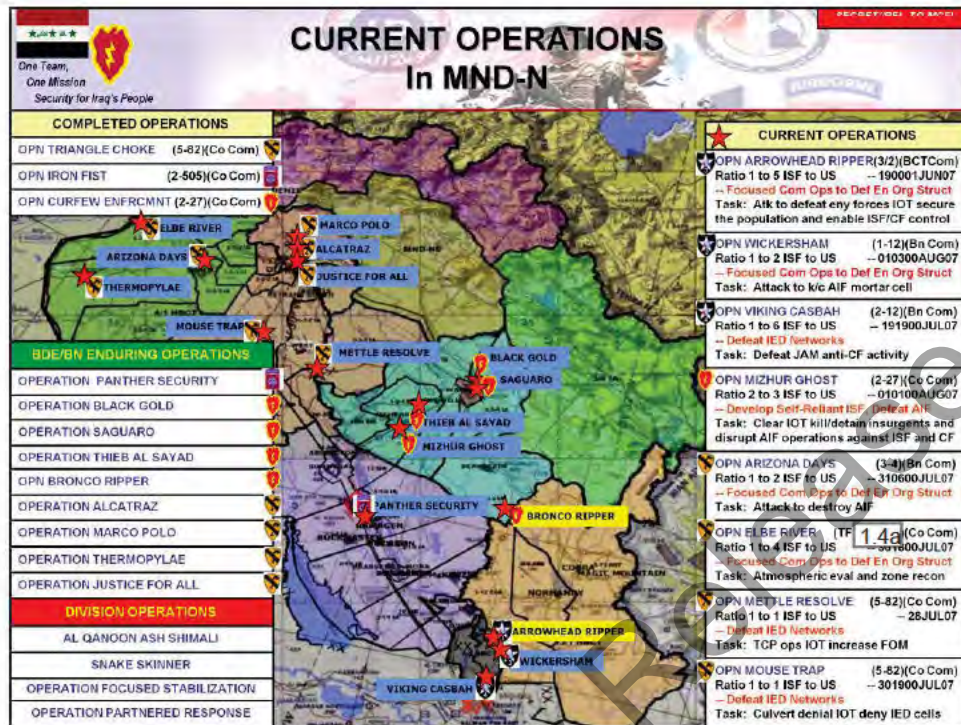 One Team,
One Mission
Security for Iraq's People
CURRENT OPERATIONS
In MND-N
COMPLETED OPERATIONS
OPN TRIANGLE CHOKE (5-82)(Co Com)
OPN IRON FIST (2-505)(Co Com)
OPN CURFEW ENFRCMNT (2-27)(Co Com)
ELBE RIVER
ARIZONA DAYS
THERMOPYLAE
MOUSE TRAP
MARCO POLO
ALCATRAZ
JUSTICE FOR ALL
METTLE RESOLVE
BLACK GOLD
SAGUARO
THIEB AL SAYAD
MIZHUR GHOST
PANTHER SECURITY
BRONCO RIPPER
NORMANDY
ARROWHEAD RIPPER
WICKERSHAM
VIKING CASBAH
BDE/BN ENDURING OPERATIONS
OPERATION PANTHER SECURITY
OPERATION BLACK GOLD
OPERATION SAGUARO
OPERATION THIEB AL SAYAD
OPN BRONCO RIPPER
OPERATION ALCATRAZ
OPERATION MARCO POLO
OPERATION THERMOPYLAE
OPERATION JUSTICE FOR ALL
DIVISION OPERATIONS
AL QANOON ASH SHIMALI
SNAKE SKINNER
OPERATION FOCUSED STABILIZATION
OPERATION PARTNERED RESPONSE
CURRENT OPERATIONS
OPN ARROWHEAD RIPPER(3/2)(BCTCom)
Ratio 1 to 5 ISF to US -- 190001JUN07
-- Focused Com Ops to Def En Org Struct
Task: Atk to defeat eny forces IOT secure
the population and enable ISF/CF control
OPN WICKERSHAM (1-12)(Bn Com)
Ratio 1 to 2 ISF to US -- 010300AUG07
-- Focused Com Ops to Def En Org Struct
Task: Attack to k/c AIF mortar cell
OPN VIKING CASBAH (2-12)(Bn Com)
Ratio 1 to 6 ISF to US -- 191900JUL07
-- Defeat IED Networks
Task: Defeat JAM anti-CF activity
OPN MIZHUR GHOST (2-27)(Co Com)
Ratio 2 to 3 ISF to US -- 010100AUG07
-- Develop Self-Reliant ISF, Defeat AIF
Task: Clear IOT kill/detain insurgents and
disrupt AIF operations against ISF and CF
OPN ARIZONA DAYS (3-4)(Bn Com)
Ratio 1 to 2 ISF to US -- 310600JUL07
-- Focused Com Ops to Def En Org Struct
Task: Attack to destroy AIF
OPN ELBE RIVER (TF 1.4a (Co Com)
Ratio 1 to 4 ISF to US -- 301800JUL07
-- Focused Com Ops to Def En Org Struct
Task: Atmospheric eval and zone recon
OPN METTLE RESOLVE (5-82)(Co Com)
Ratio 1 to 1 ISF to US -- 28JUL07
-- Defeat IED Networks
Task: TCP ops IOT increase FOM
OPN MOUSE TRAP (5-82)(Co Com)
Ratio 1 to 1 ISF to US -- 301900JUL07
-- Defeat IED Networks
Task: Culvert denial IOT deny IED cells
Release